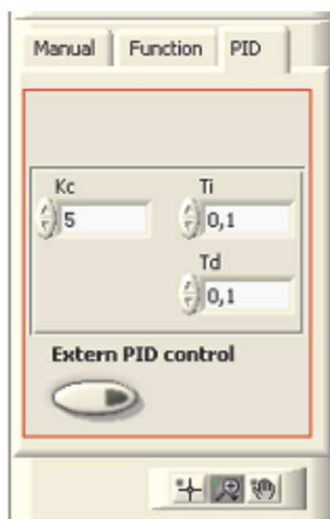 Manual Function PID
Kc Ti
5 0,1
Td
0,1
Extern PID control